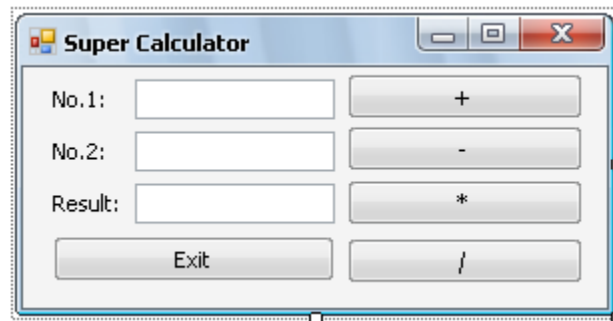 Super Calculator
No.1: +
No.2: -
Result: *
Exit /